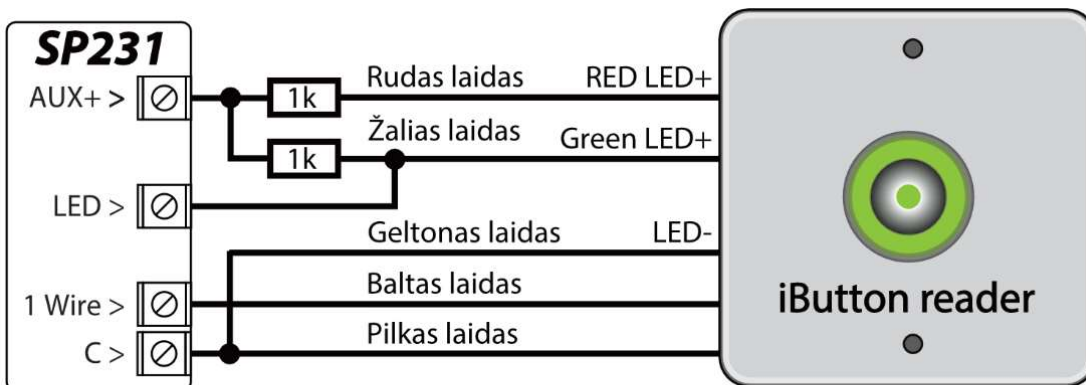 SP231
AUX+ >
1k
Rudas laidas
RED LED+
1k
Žalias laidas
Green LED+
LED >
Geltonas laidas
LED-
1 Wire >
Baltas laidas
C >
Pilkas laidas
iButton reader